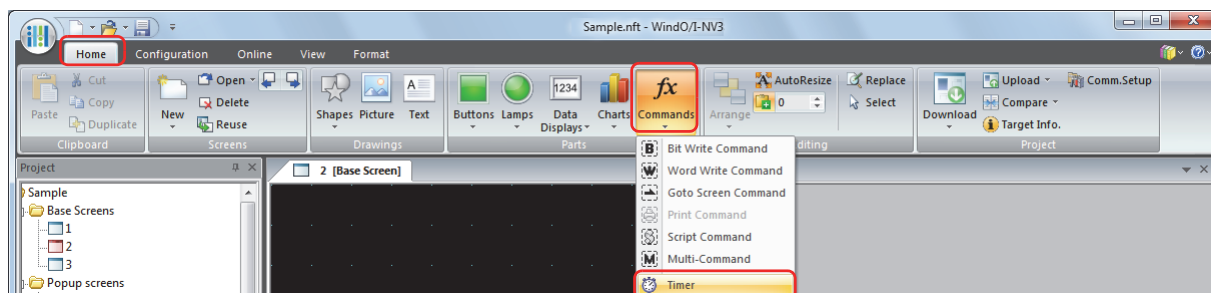 Sample.nft - WindO/I-NV3
Home Configuration Online View Format
Cut
Copy
Duplicate
Paste
Clipboard
New
Open
Delete
Reuse
Screens
Shapes Picture Text
Drawings
Buttons Lamps Data Displays Charts Commands
1234
fx
Parts
Arrange
AutoResize
0
Replace
Select
diting
Download
Upload
Compare
Target Info.
Comm.Setup
Project
Project
Sample
Base Screens
1
2
3
Popup screens
2 [Base Screen]
B Bit Write Command
W Word Write Command
Goto Screen Command
Print Command
S Script Command
M Multi-Command
Timer